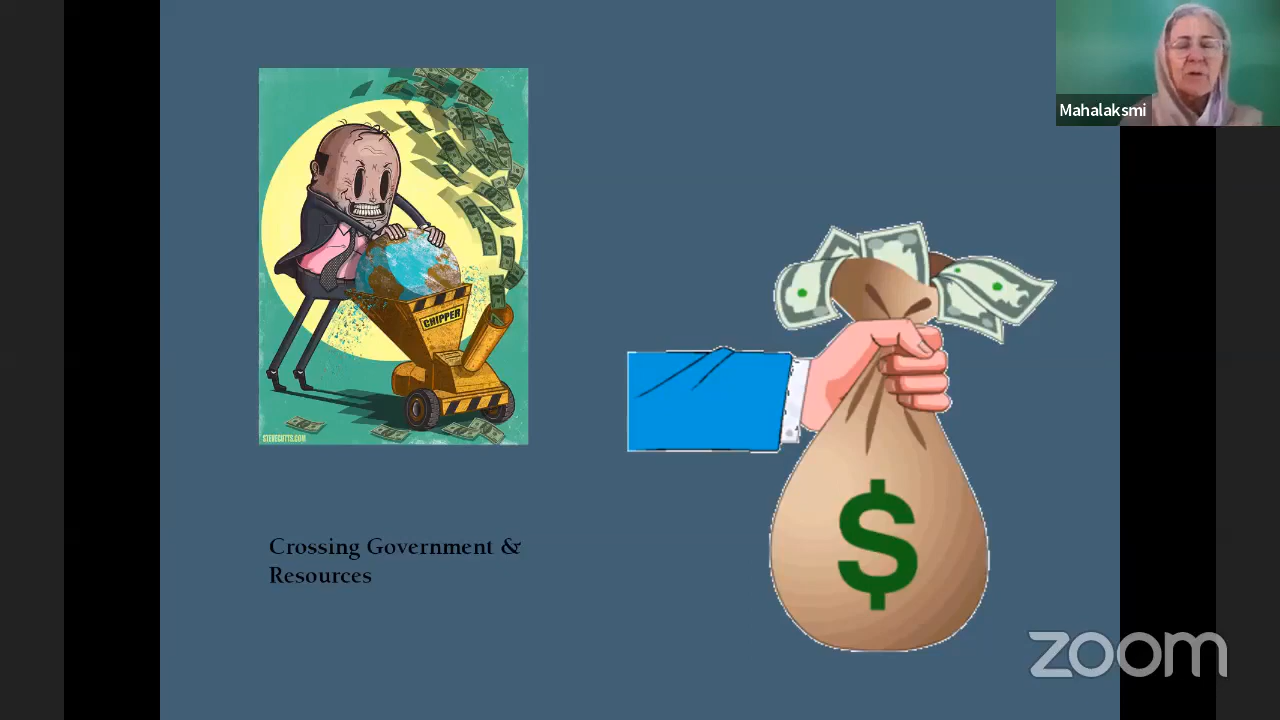 Mahalaksmi
CHIPPER
STEVECUTTS.COM
$
Crossing Government &
Resources
zoom